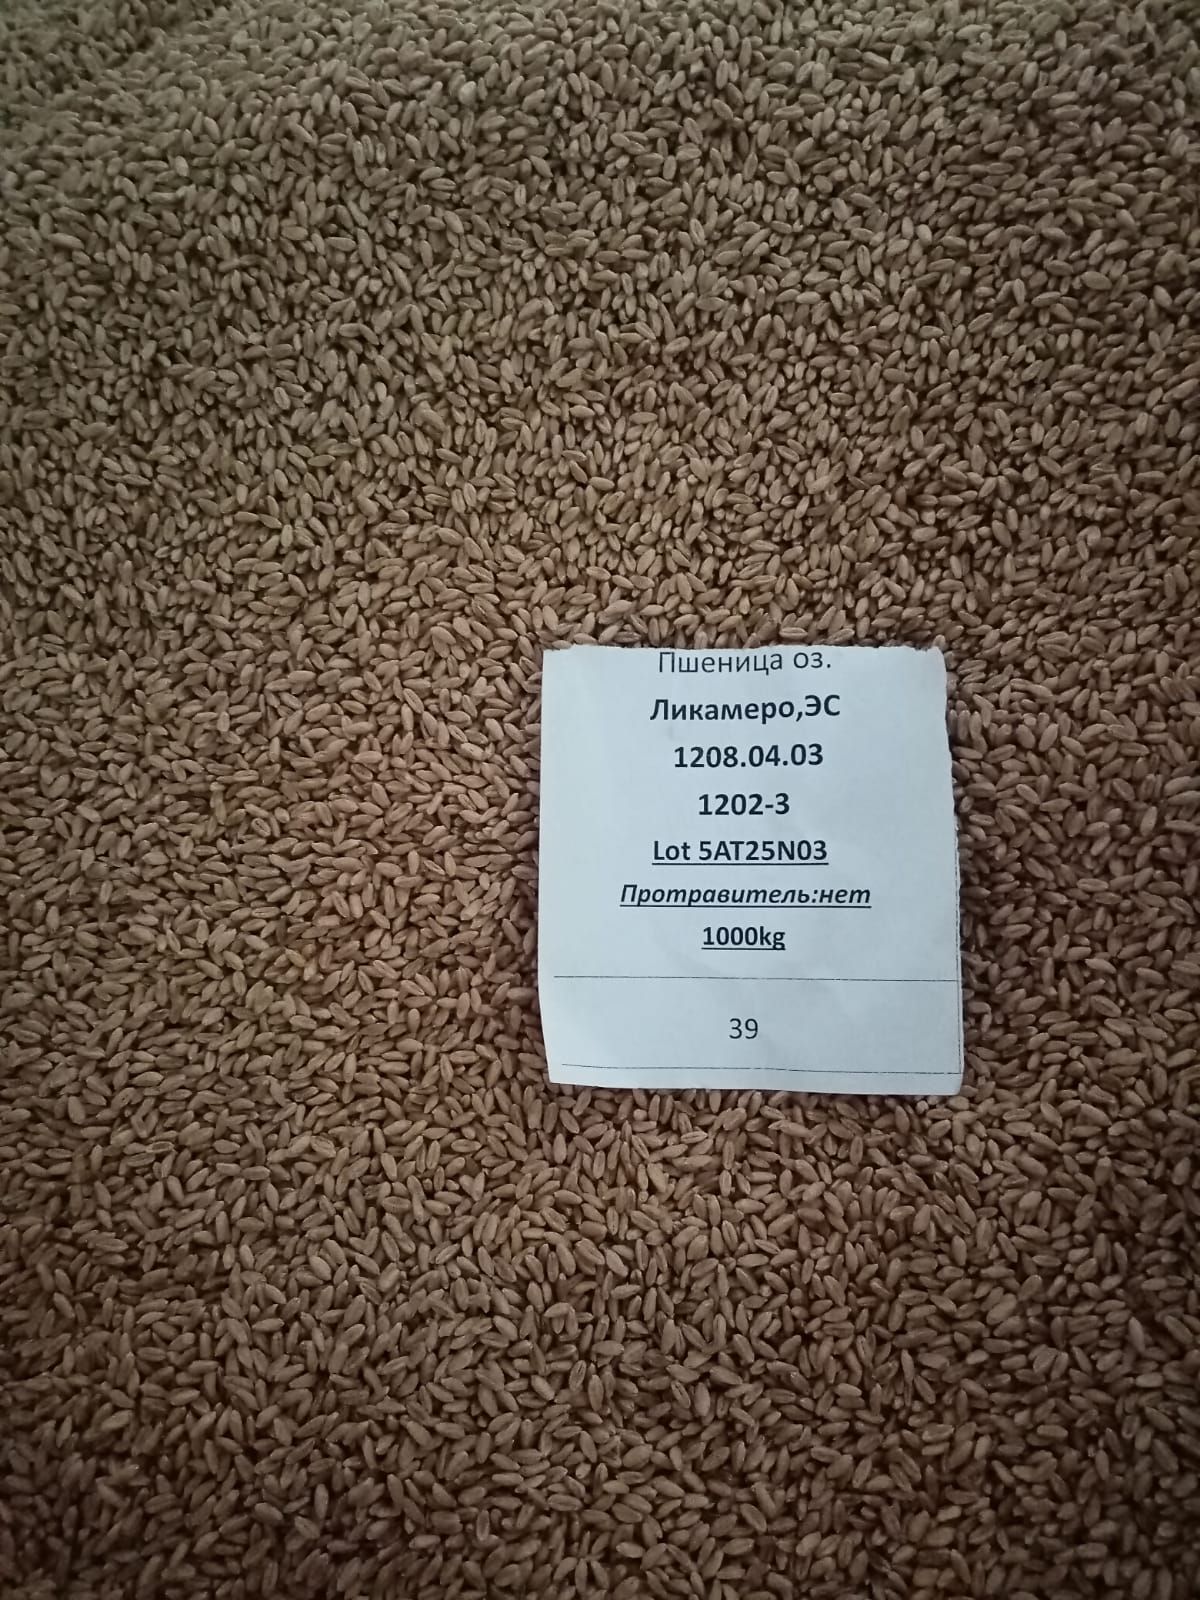 Пшеница оз.
Ликамеро,ЭС
1208.04.03
1202-3
Lot 5AT25N03
Протравитель:нет
1000kg
39